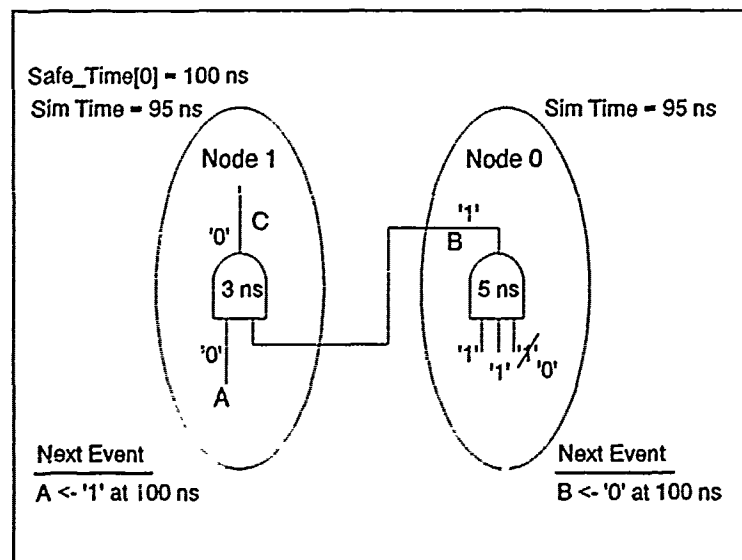 Safe_Time[0] = 100 ns
Sim Time = 95 ns
Sim Time = 95 ns
Node 1
Node 0
C
'0'
'1'
B
3 ns
5 ns
'0'
'1'
'1'
'1'
'0'
A
Next Event
A <- '1' at 100 ns
Next Event
B <- '0' at 100 ns